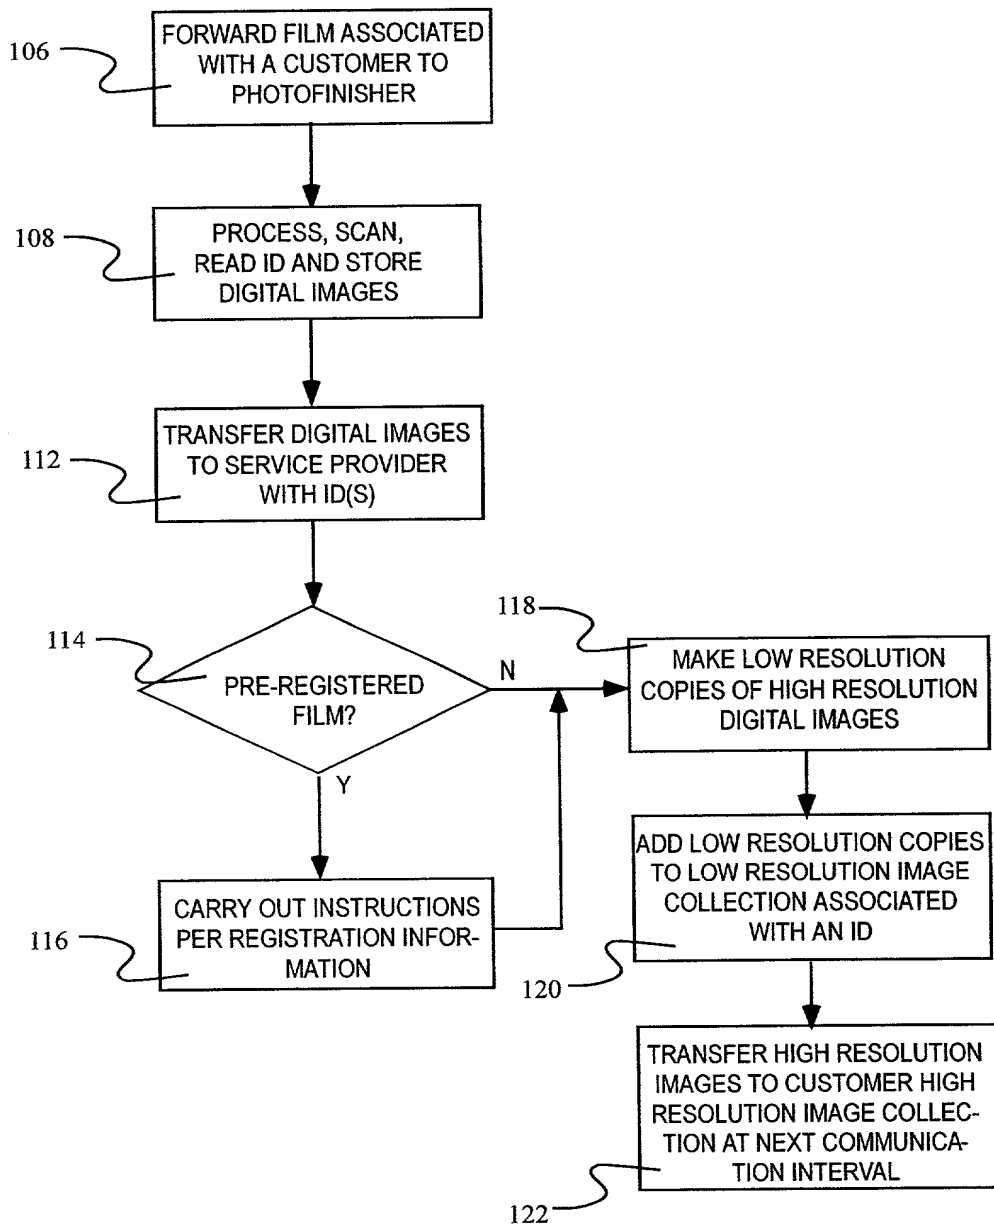 106
FORWARD FILM ASSOCIATED
WITH A CUSTOMER TO
PHOTOFINISHER
108
PROCESS, SCAN,
READ ID AND STORE
DIGITAL IMAGES
112
TRANSFER DIGITAL IMAGES
TO SERVICE PROVIDER
WITH ID(S)
114
PRE-REGISTERED
FILM?
N
Y
116
CARRY OUT INSTRUCTIONS
PER REGISTRATION INFOR-
MATION
118
MAKE LOW RESOLUTION
COPIES OF HIGH RESOLUTION
DIGITAL IMAGES
ADD LOW RESOLUTION COPIES
TO LOW RESOLUTION IMAGE
COLLECTION ASSOCIATED
WITH AN ID
120
TRANSFER HIGH RESOLUTION
IMAGES TO CUSTOMER HIGH
RESOLUTION IMAGE COLLEC-
TION AT NEXT COMMUNICA-
TION INTERVAL
122